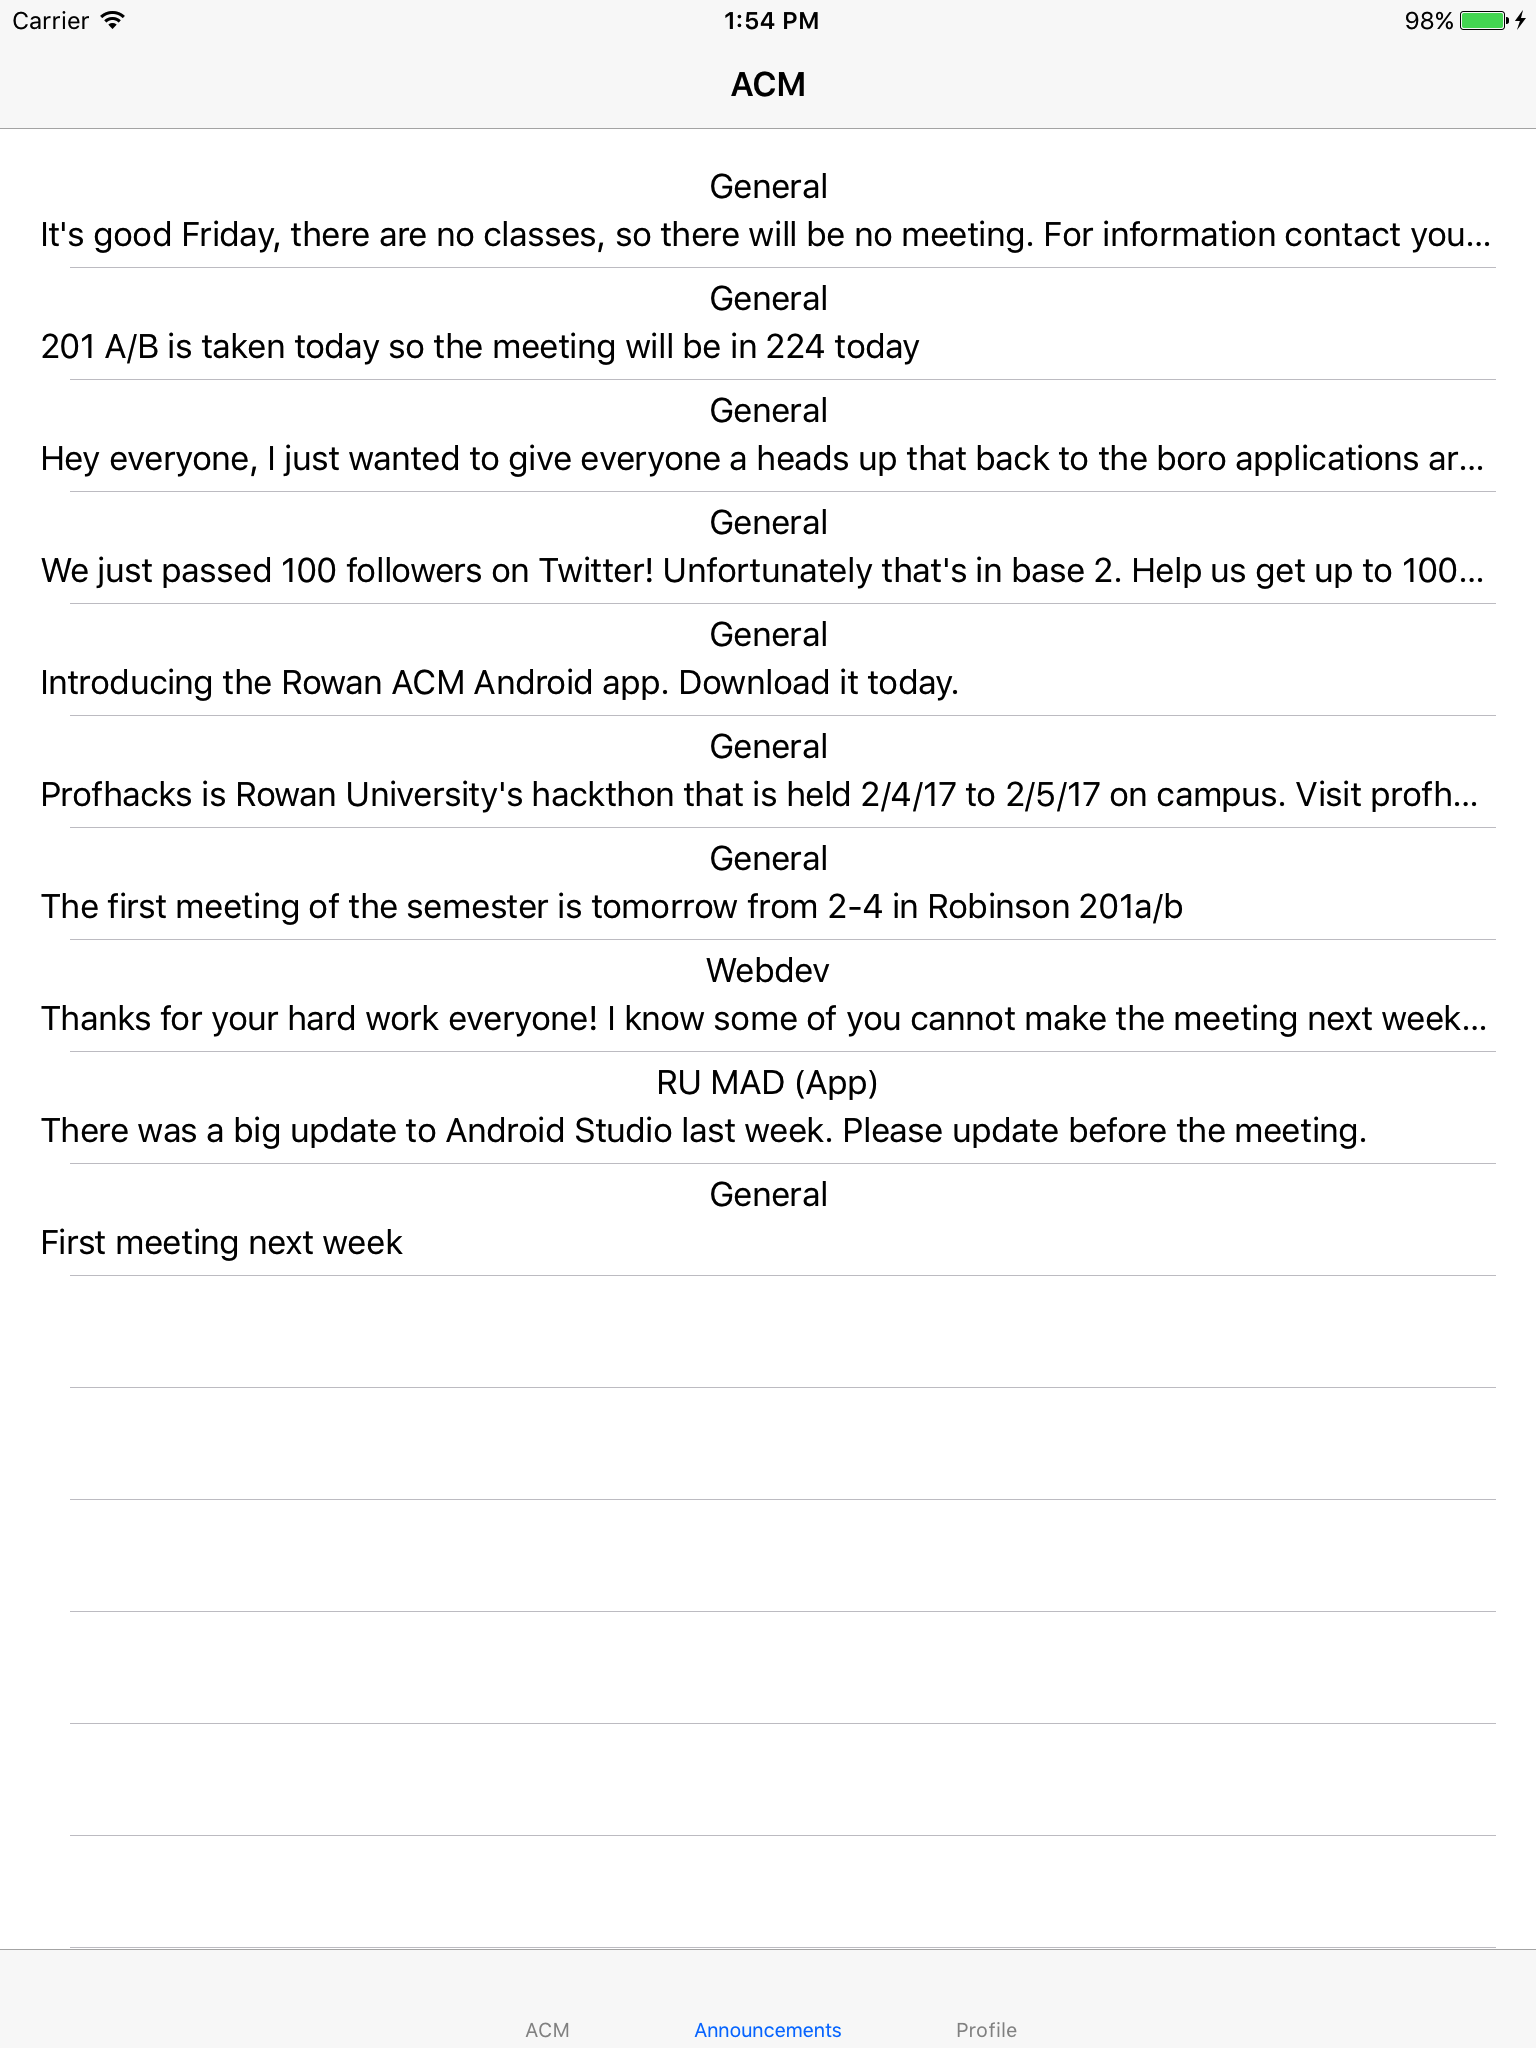 Carrier
1:54 PM
98%
ACM
General
It's good Friday, there are no classes, so there will be no meeting. For information contact you...
General
201 A/B is taken today so the meeting will be in 224 today
General
Hey everyone, I just wanted to give everyone a heads up that back to the boro applications ar...
General
We just passed 100 followers on Twitter! Unfortunately that's in base 2. Help us get up to 100...
General
Introducing the Rowan ACM Android app. Download it today.
General
Profhacks is Rowan University's hackthon that is held 2/4/17 to 2/5/17 on campus. Visit profh...
General
The first meeting of the semester is tomorrow from 2-4 in Robinson 201a/b
Webdev
Thanks for your hard work everyone! I know some of you cannot make the meeting next week...
RU MAD (App)
There was a big update to Android Studio last week. Please update before the meeting.
General
First meeting next week
ACM
Announcements
Profile